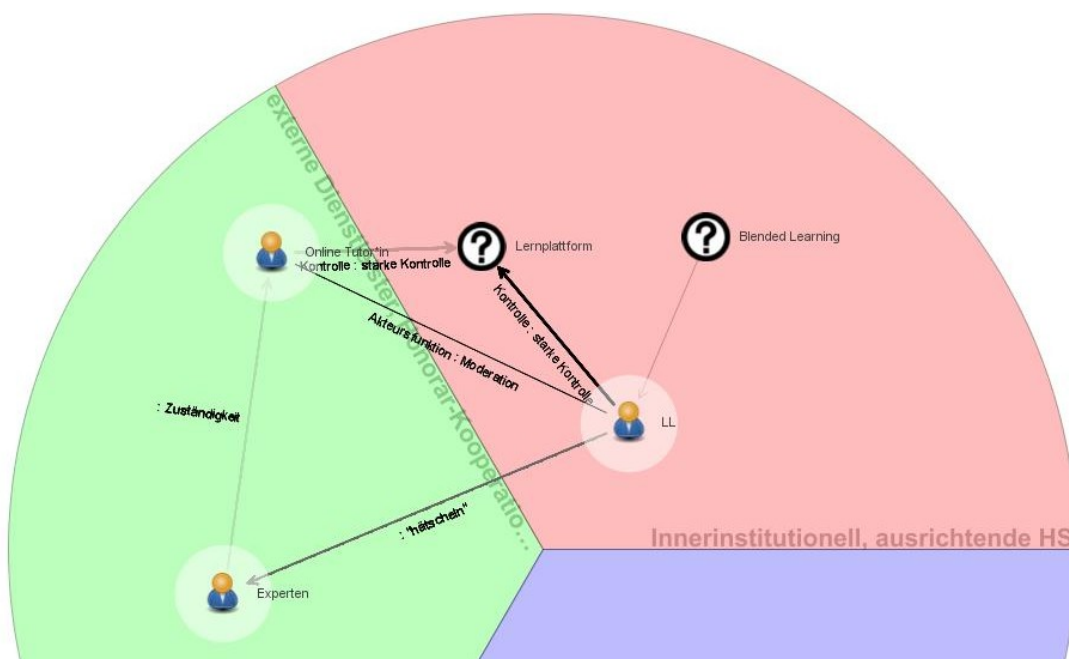 externe Dienstleister, Honorar-Kooperatio…
Online Tutor*in
Kontrolle : starke Kontrolle
Lernplattform
Blended Learning
Kontrolle : starke Kontrolle
Akteursfunktion : Moderation
: Zuständigkeit
LL
: "hätscheln"
Innerinstitutionell, ausrichtende HS
Experten